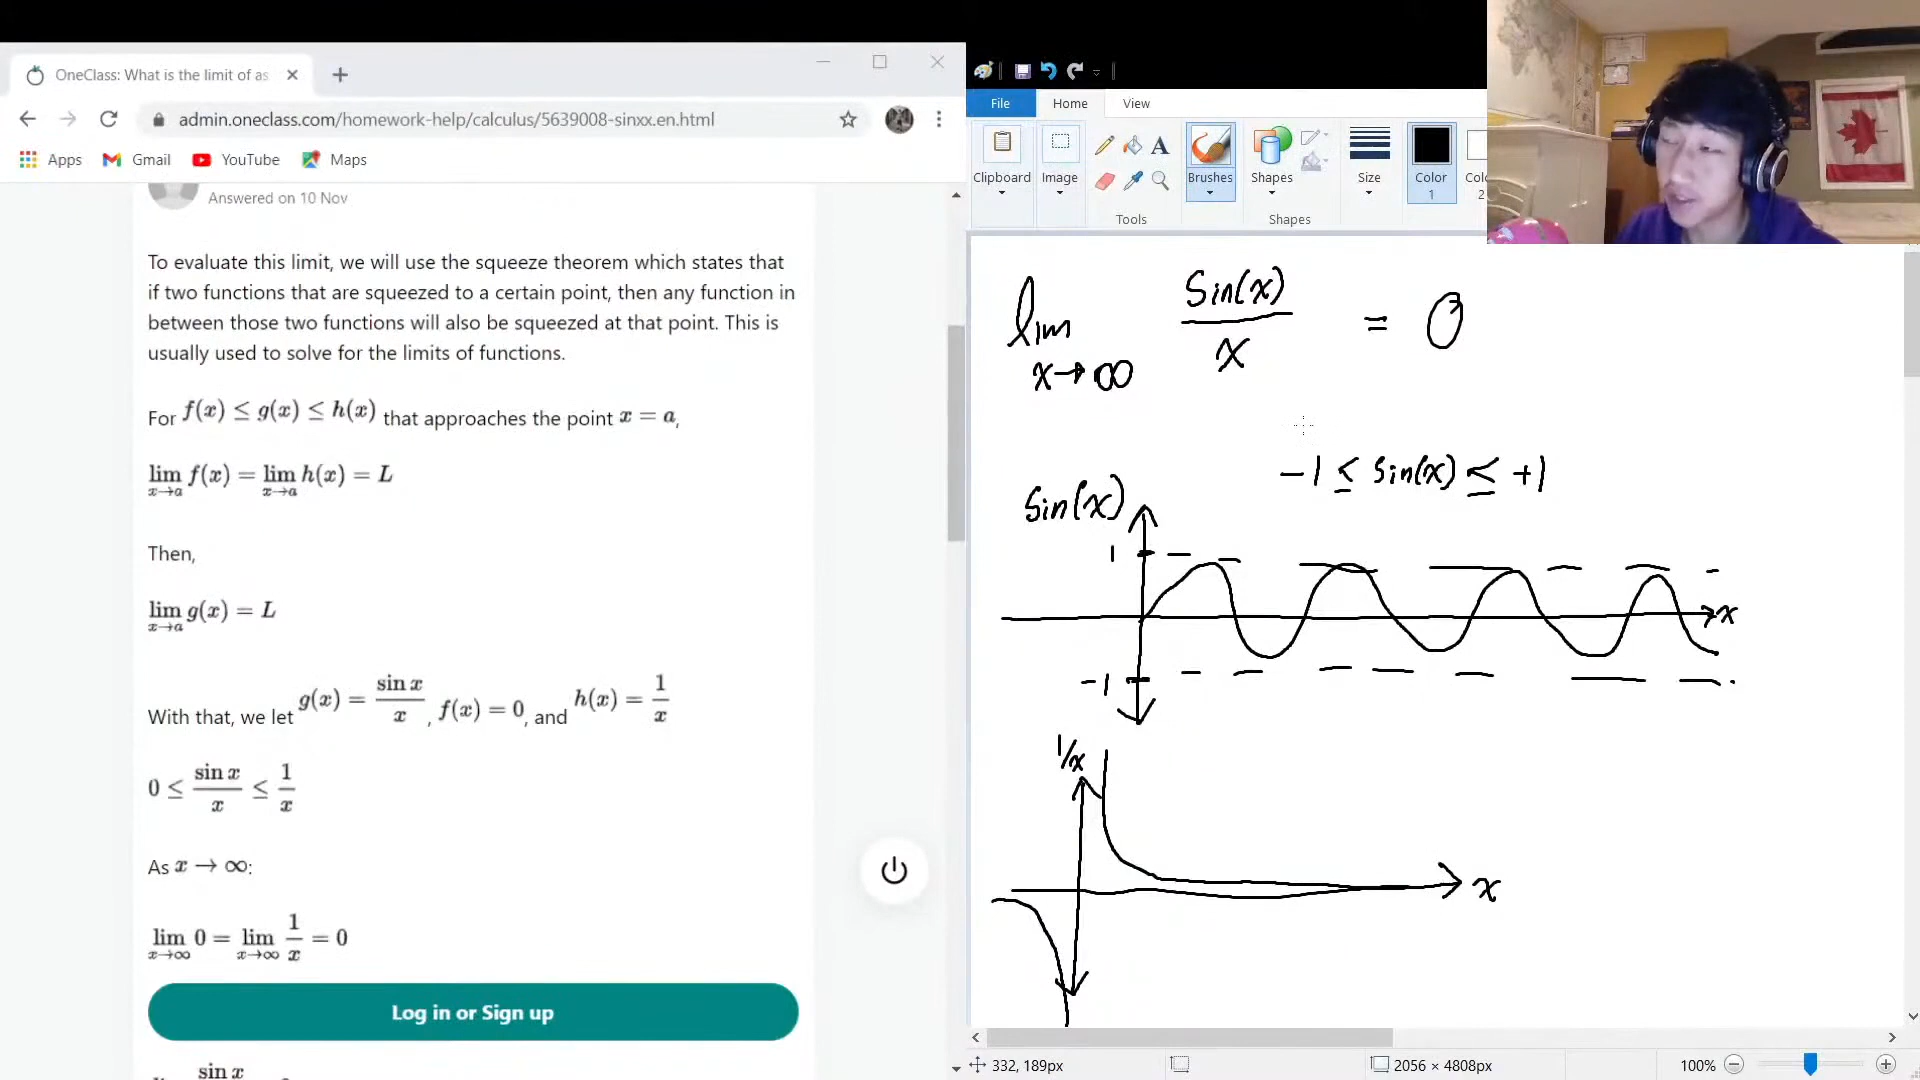 OneClass: What is the limit of as
admin.oneclass.com/homework-help/calculus/5639008-sinxx.en.html
Apps Gmail YouTube Maps
Answered on 10 Nov
To evaluate this limit, we will use the squeeze theorem which states that
if two functions that are squeezed to a certain point, then any function in
between those two functions will also be squeezed at that point. This is
usually used to solve for the limits of functions.
For f(x) ≤ g(x) ≤ h(x) that approaches the point x = a,
lim x→a f(x) = lim x→a h(x) = L
Then,
lim x→a g(x) = L
With that, we let g(x) = sin x / x, f(x) = 0, and h(x) = 1/x
0 ≤ sin x / x ≤ 1/x
As x → ∞:
lim x→∞ 0 = lim x→∞ 1/x = 0
Log in or Sign up
sin x
File Home View
Clipboard Image Brushes Shapes Size Color 1
2
Tools Shapes
lim x→∞ Sin(x)/x = 0
-1 ≤ Sin(x) ≤ +1
Sin(x)
1
x
-1
1/x
x
332, 189px
2056 × 4808px
100%